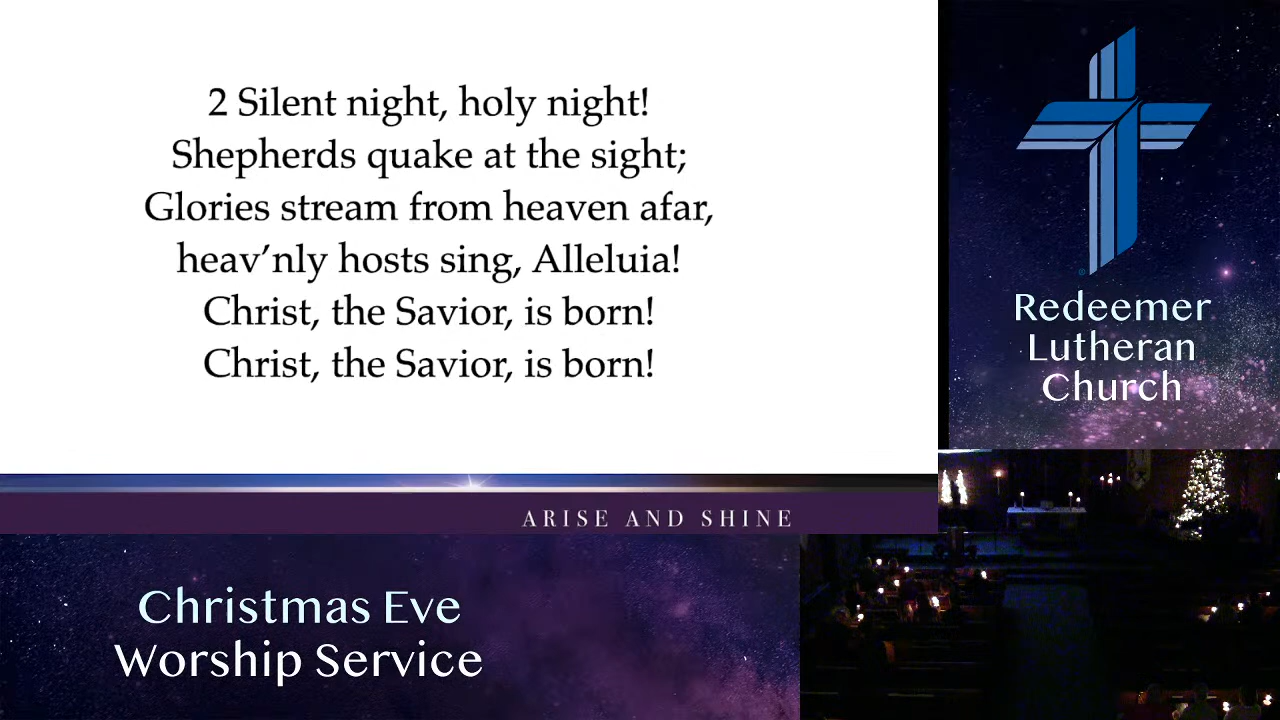 2 Silent night, holy night!
Shepherds quake at the sight;
Glories stream from heaven afar,
heav’nly hosts sing, Alleluia!
Christ, the Savior, is born!
Christ, the Savior, is born!
ARISE AND SHINE
Christmas Eve
Worship Service
®
Redeemer
Lutheran
Church